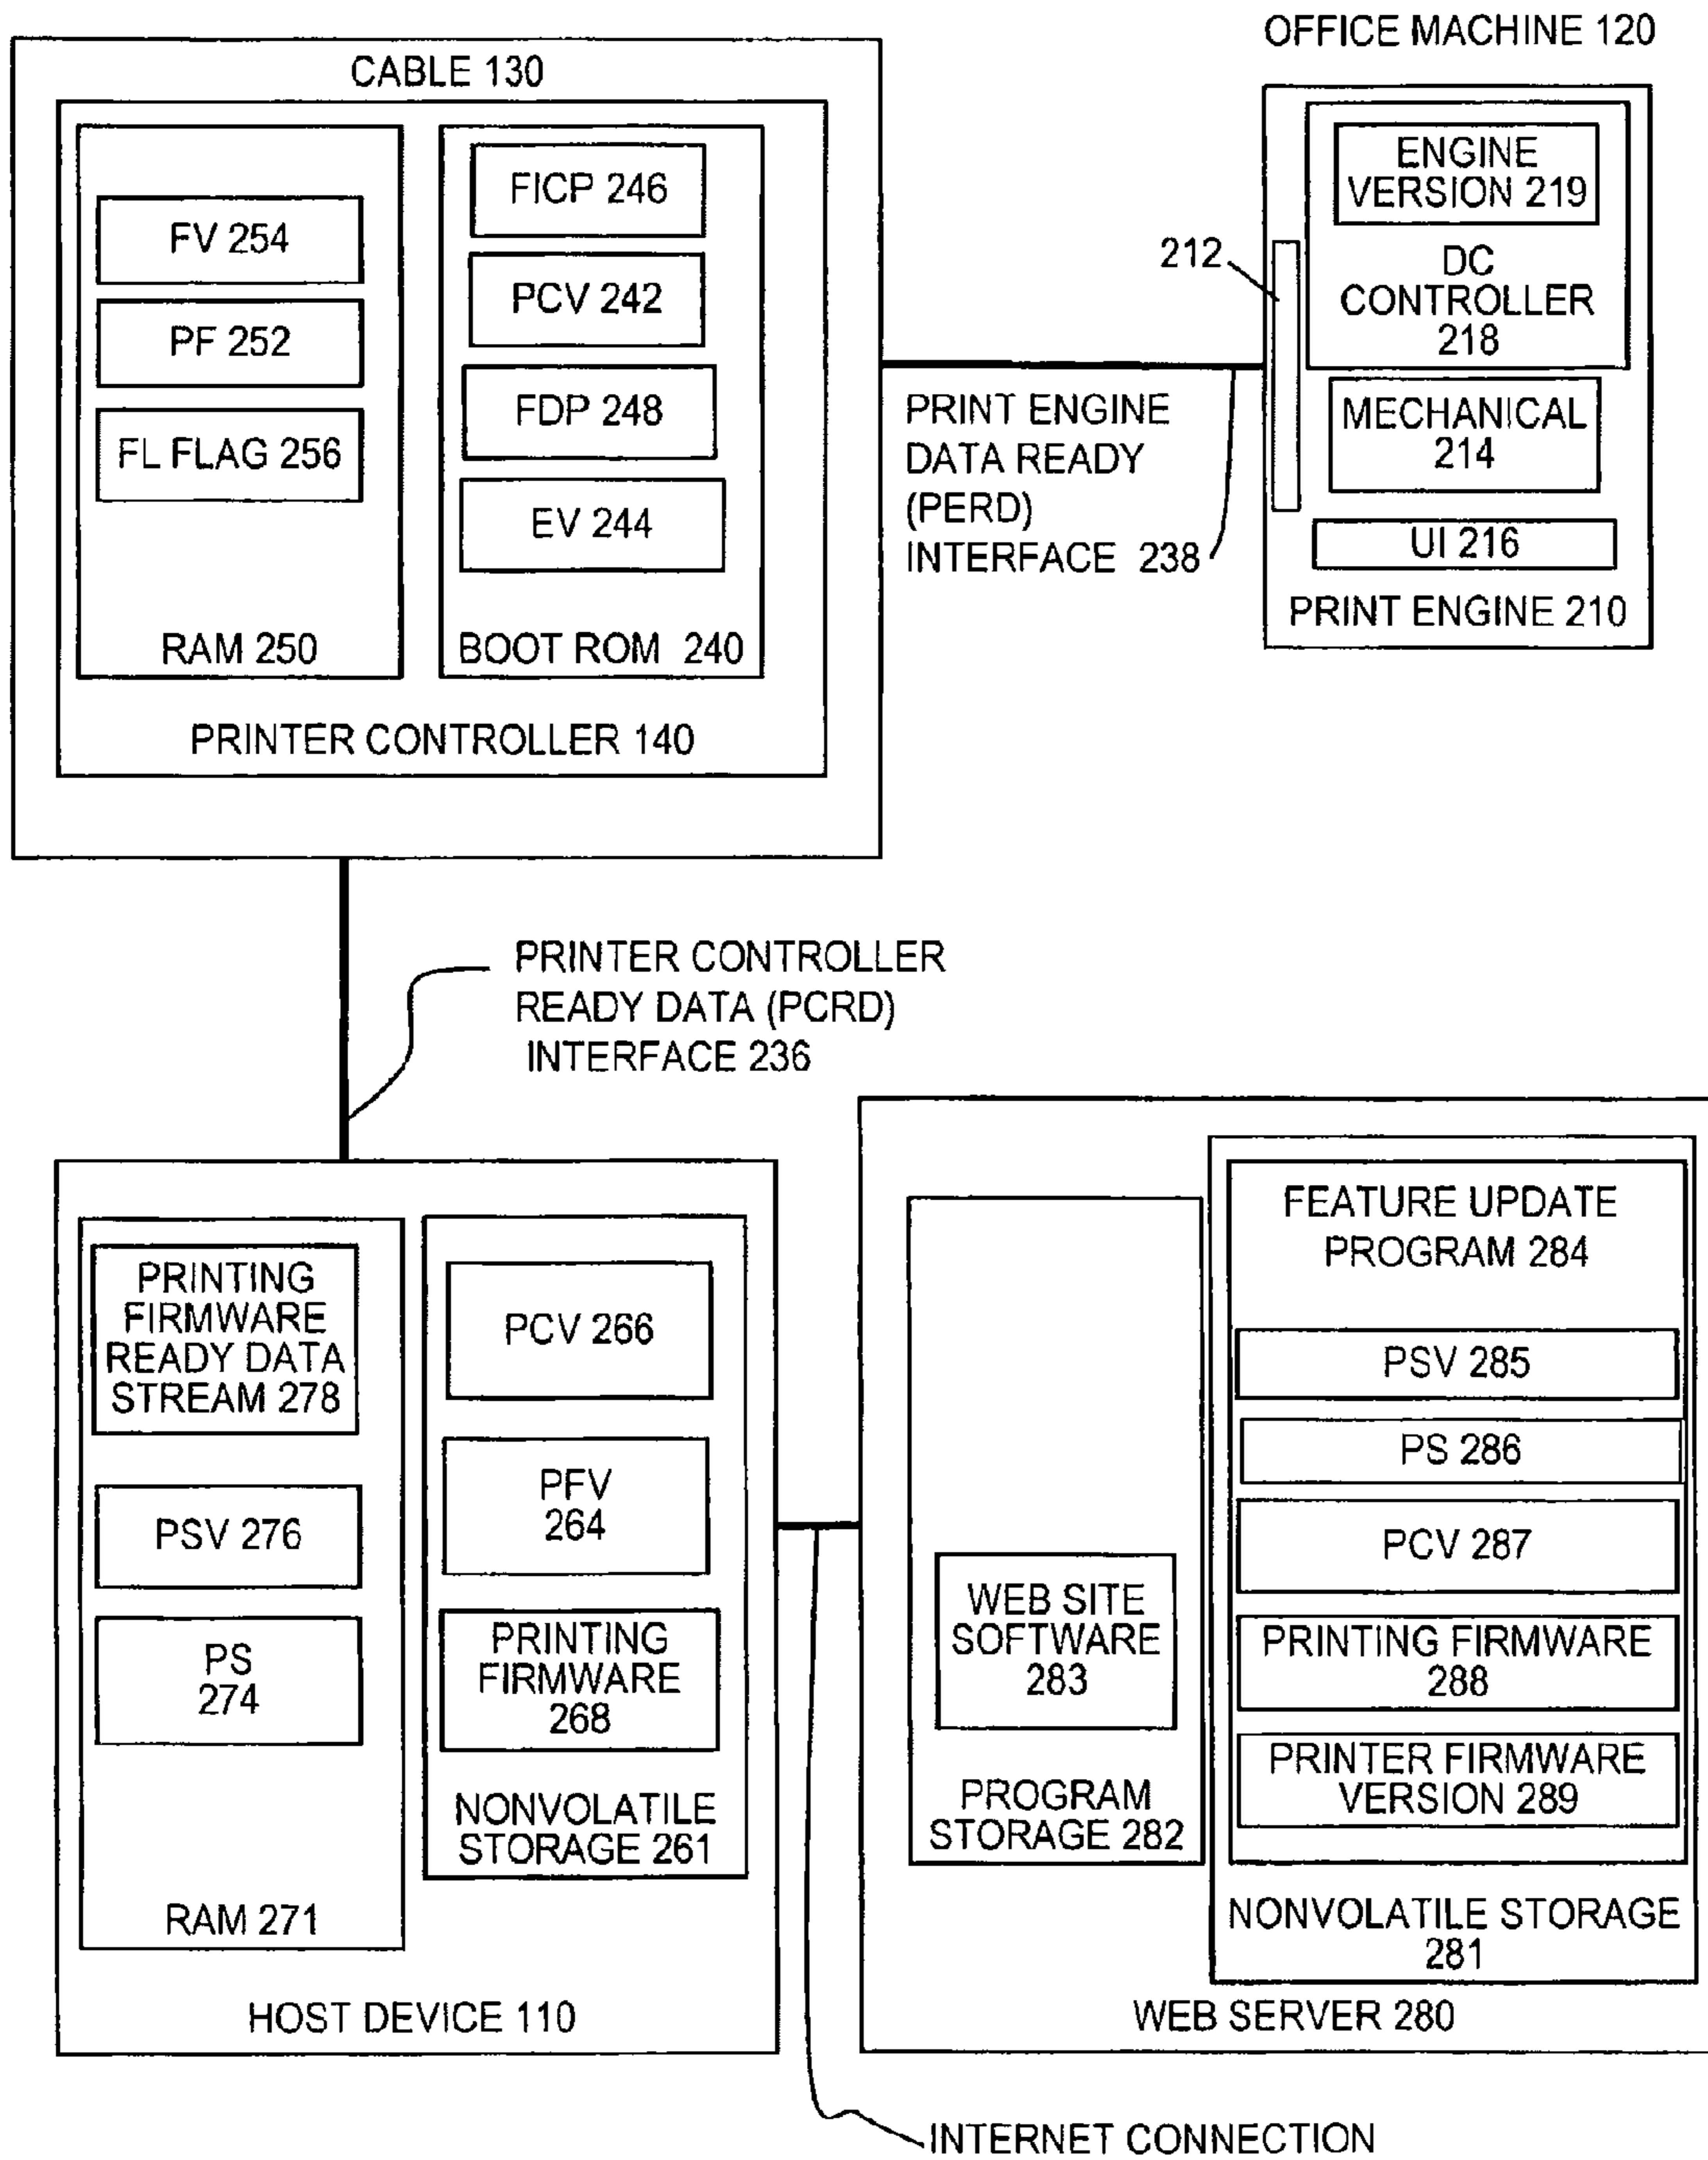 OFFICE MACHINE 120
CABLE 130
FV 254
PF 252
FL FLAG 256
RAM 250
FICP 246
PCV 242
FDP 248
EV 244
BOOT ROM 240
PRINTER CONTROLLER 140
PRINT ENGINE
DATA READY
(PERD)
INTERFACE 238
212
ENGINE
VERSION 219
DC
CONTROLLER
218
MECHANICAL
214
UI 216
PRINT ENGINE 210
PRINTER CONTROLLER
READY DATA (PCRD)
INTERFACE 236
PRINTING
FIRMWARE
READY DATA
STREAM 278
PSV 276
PS
274
RAM 271
PCV 266
PFV
264
PRINTING
FIRMWARE
268
NONVOLATILE
STORAGE 261
HOST DEVICE 110
WEB SITE
SOFTWARE
283
PROGRAM
STORAGE 282
FEATURE UPDATE
PROGRAM 284
PSV 285
PS 286
PCV 287
PRINTING FIRMWARE
288
PRINTER FIRMWARE
VERSION 289
NONVOLATILE STORAGE
281
WEB SERVER 280
INTERNET CONNECTION